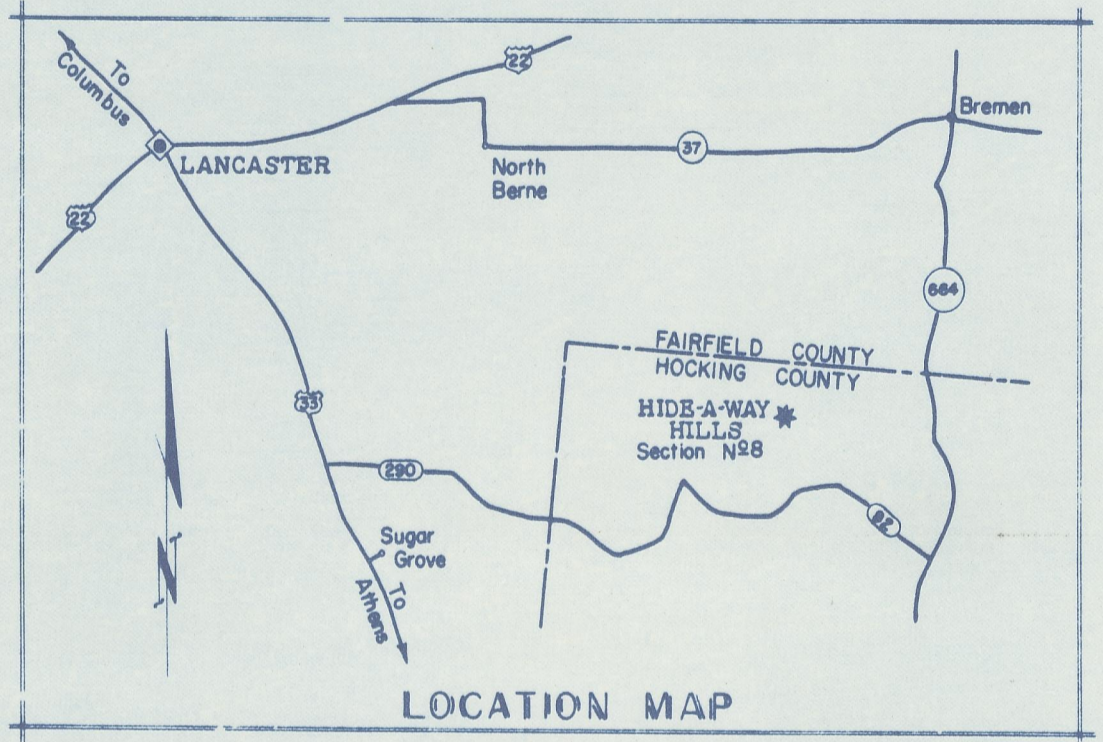 To
Columbus
22
LANCASTER
22
North
Berne
37
Bremen
664
FAIRFIELD COUNTY
HOCKING COUNTY
HIDE-A-WAY
HILLS
Section Nº8
33
290
92
Sugar
Grove
To
Athens
N
LOCATION MAP